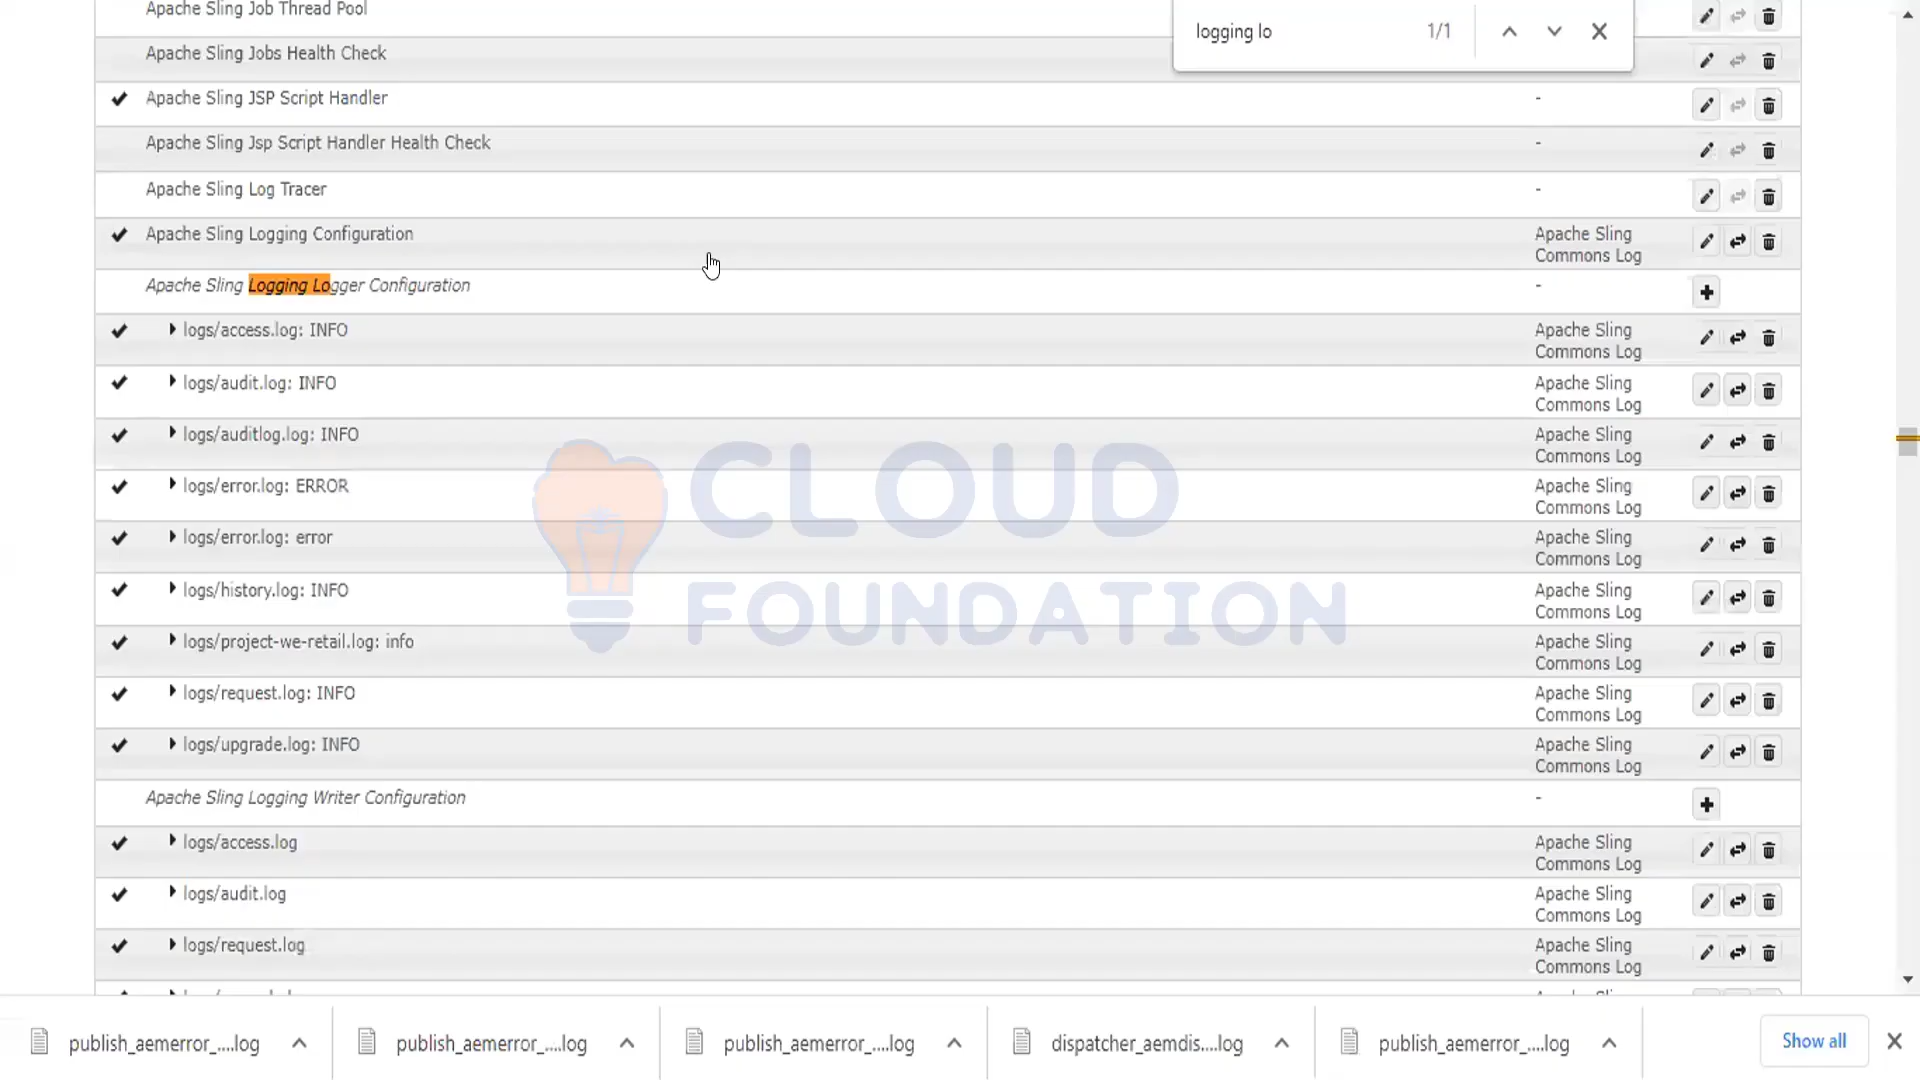 Apache Sling Job Thread Pool
logging lo 1/1
Apache Sling Jobs Health Check
Apache Sling JSP Script Handler -
Apache Sling Jsp Script Handler Health Check -
Apache Sling Log Tracer -
Apache Sling Logging Configuration Apache Sling
Commons Log
Apache Sling Logging Logger Configuration -
logs/access.log: INFO Apache Sling
Commons Log
logs/audit.log: INFO Apache Sling
Commons Log
logs/auditlog.log: INFO Apache Sling
Commons Log
logs/error.log: ERROR Apache Sling
Commons Log
logs/error.log: error Apache Sling
Commons Log
logs/history.log: INFO Apache Sling
Commons Log
logs/project-we-retail.log: info Apache Sling
Commons Log
logs/request.log: INFO Apache Sling
Commons Log
logs/upgrade.log: INFO Apache Sling
Commons Log
Apache Sling Logging Writer Configuration -
logs/access.log Apache Sling
Commons Log
logs/audit.log Apache Sling
Commons Log
logs/request.log Apache Sling
Commons Log
CLOUD
FOUNDATION
publish_aemerror_....log publish_aemerror_....log publish_aemerror_....log dispatcher_aemdis....log publish_aemerror_....log Show all